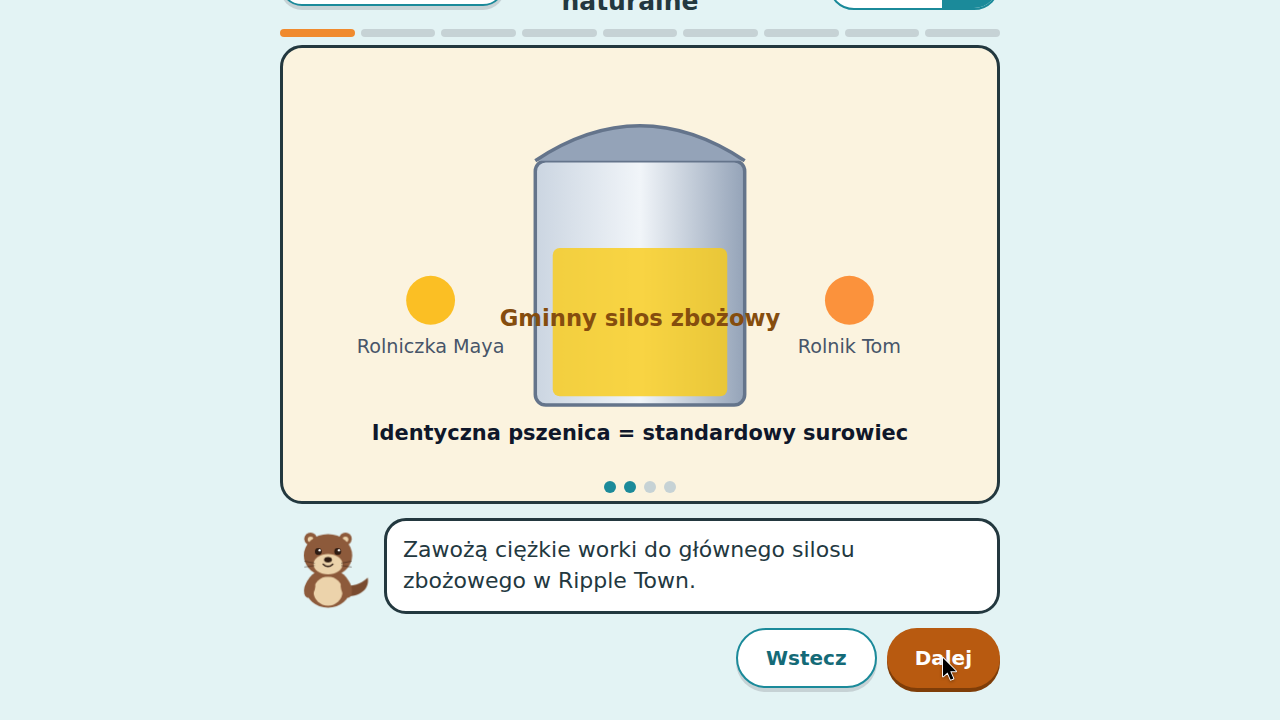 naturalne
Gminny silos zbożowy
Rolniczka Maya
Rolnik Tom
Identyczna pszenica = standardowy surowiec
Zawożą ciężkie worki do głównego silosu
zbożowego w Ripple Town.
Wstecz
Dalej